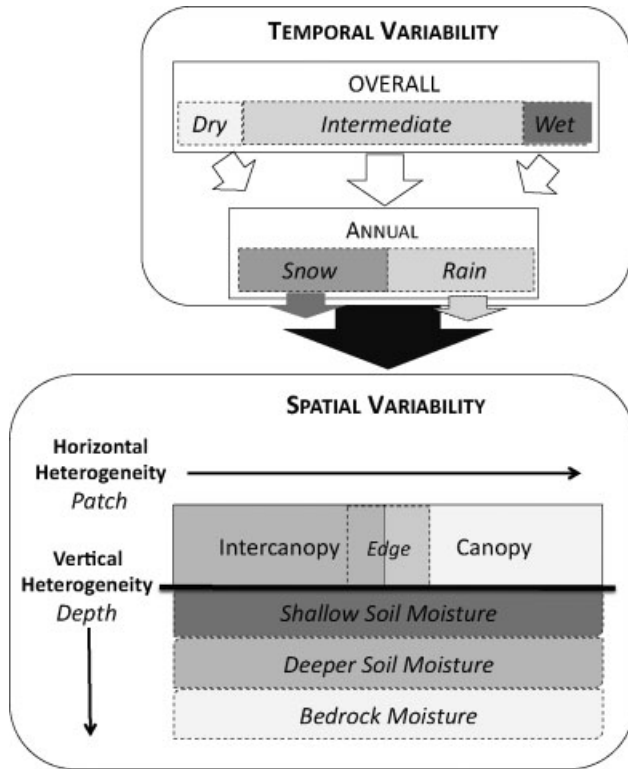 TEMPORAL VARIABILITY
OVERALL
Dry Intermediate Wet
ANNUAL
Snow Rain
SPATIAL VARIABILITY
Horizontal
Heterogeneity
Patch
Intercanopy Edge Canopy
Vertical
Heterogeneity
Depth
Shallow Soil Moisture
Deeper Soil Moisture
Bedrock Moisture